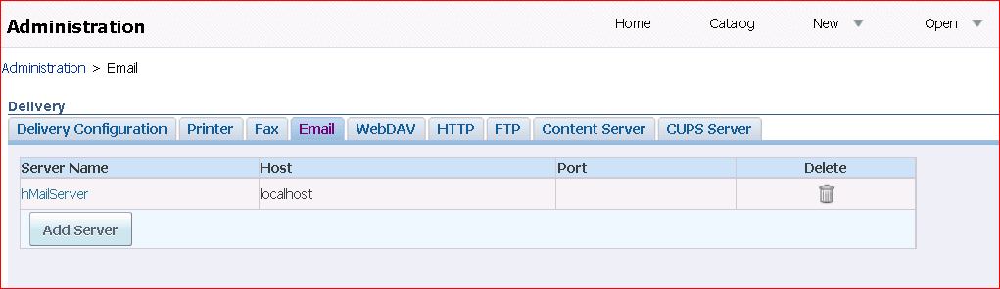 Administration Home Catalog New Open
Administration > Email
Delivery
Delivery Configuration Printer Fax Email WebDAV HTTP FTP Content Server CUPS Server
Server Name Host Port Delete
hMailServer localhost
Add Server